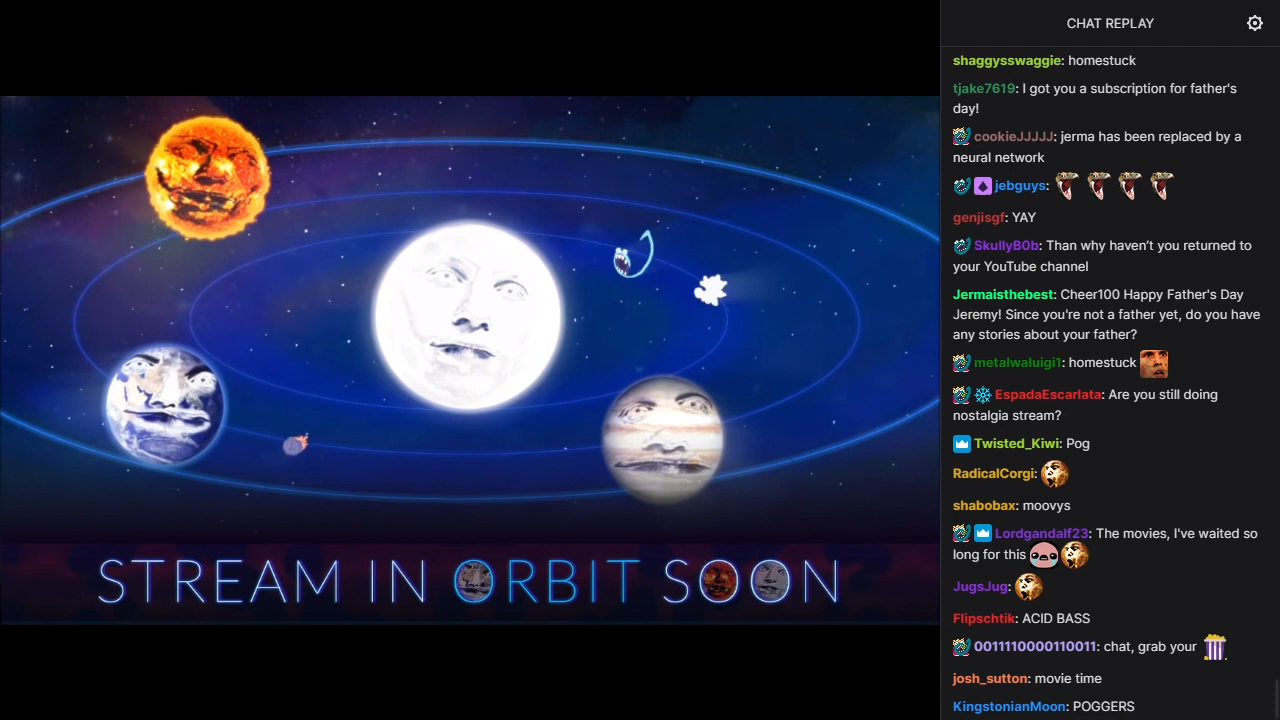 STREAM IN ORBIT SOON
CHAT REPLAY
shaggysswaggie: homestuck
tjake7619: I got you a subscription for father's
day!
cookieJJJJJ: jerma has been replaced by a
neural network
jebguys:
genjisgf: YAY
SkullyB0b: Than why haven't you returned to
your YouTube channel
Jermaisthebest: Cheer100 Happy Father's Day
Jeremy! Since you're not a father yet, do you have
any stories about your father?
metalwaluigi1: homestuck
EspadaEscarlata: Are you still doing
nostalgia stream?
Twisted_Kiwi: Pog
RadicalCorgi:
shabobax: moovys
Lordgandalf23: The movies, I've waited so
long for this
JugsJug:
Flipschtik: ACID BASS
0011110000110011: chat, grab your
josh_sutton: movie time
KingstonianMoon: POGGERS